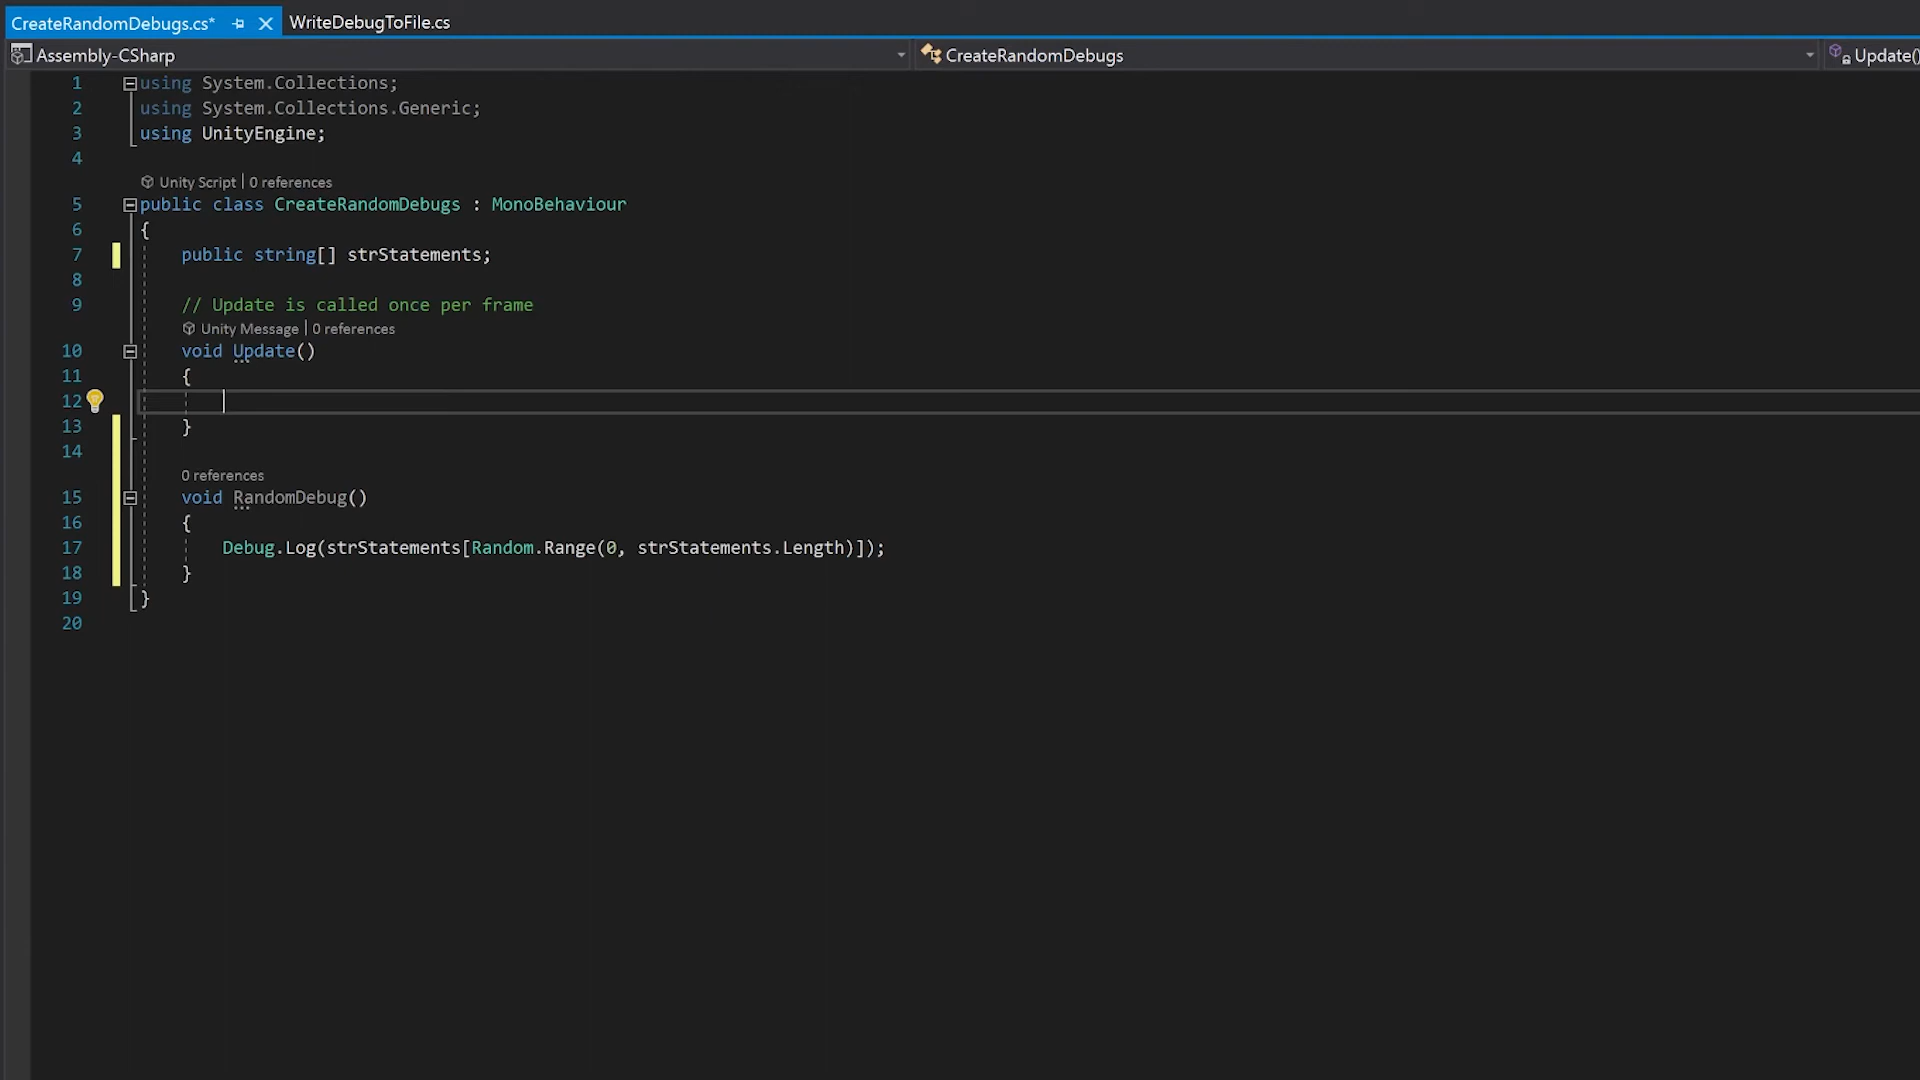 CreateRandomDebugs.cs* WriteDebugToFile.cs
Assembly-CSharp CreateRandomDebugs Update()
1 using System.Collections;
2 using System.Collections.Generic;
3 using UnityEngine;
4
Unity Script | 0 references
5 public class CreateRandomDebugs : MonoBehaviour
6 {
7 public string[] strStatements;
8
9 // Update is called once per frame
Unity Message | 0 references
10 void Update()
11 {
12
13 }
14
0 references
15 void RandomDebug()
16 {
17 Debug.Log(strStatements[Random.Range(0, strStatements.Length)]);
18 }
19 }
20